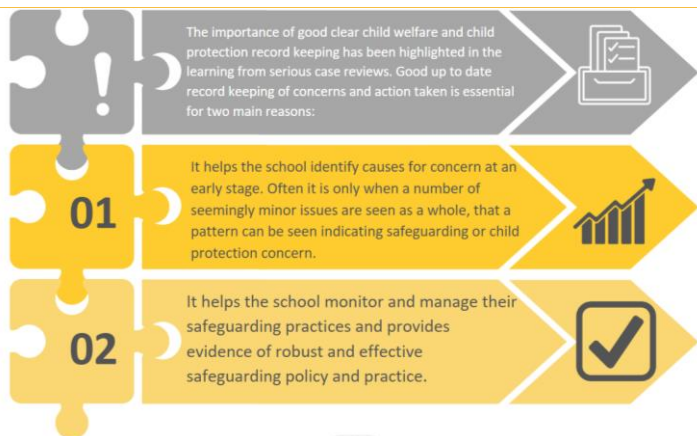 The importance of good clear child welfare and child
protection record keeping has been highlighted in the
learning from serious case reviews. Good up to date
record keeping of concerns and action taken is essential
for two main reasons:
!
It helps the school identify causes for concern at an
early stage. Often it is only when a number of
seemingly minor issues are seen as a whole, that a
pattern can be seen indicating safeguarding or child
protection concern.
01
It helps the school monitor and manage their
safeguarding practices and provides
evidence of robust and effective
safeguarding policy and practice.
02